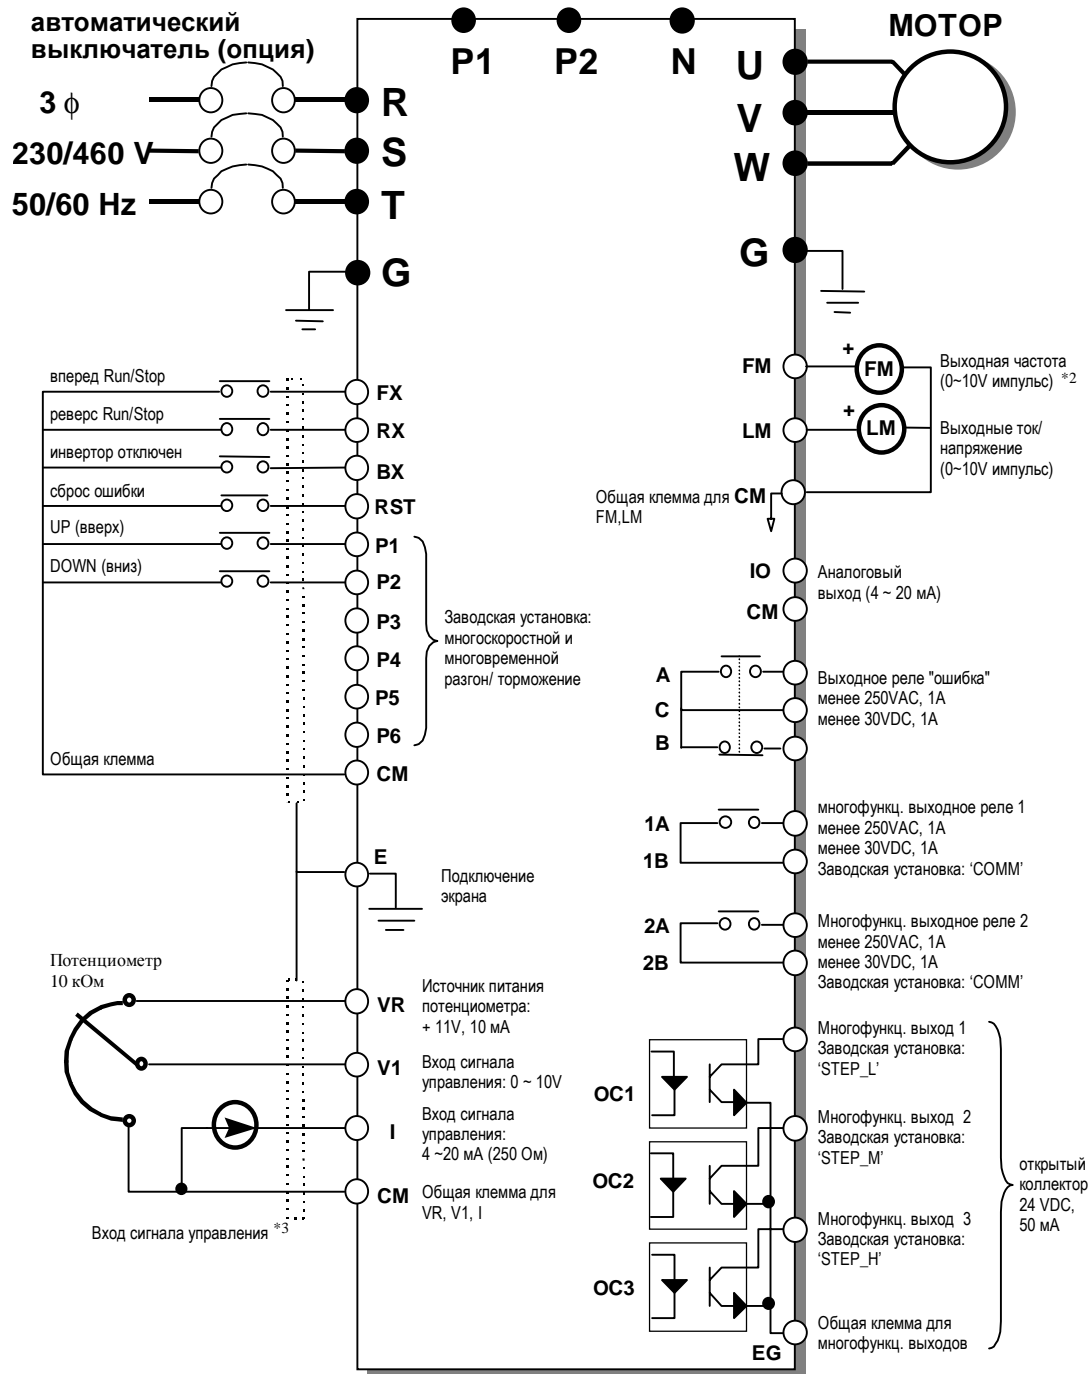 автоматический
выключатель (опция)
3 ϕ
230/460 V
50/60 Hz
R
S
T
G
P1 P2 N
U
V
W
G
МОТОР
вперед Run/Stop
FX
реверс Run/Stop
RX
инвертор отключен
BX
сброс ошибки
RST
UP (вверх)
P1
DOWN (вниз)
P2
P3
P4
P5
P6
Заводская установка:
многоскоростной и
многовременной
разгон/ торможение
Общая клемма
CM
E
Подключение
экрана
Потенциометр
10 кОм
VR
Источник питания
потенциометра:
+ 11V, 10 мА
V1
Вход сигнала
управления: 0 ~ 10V
I
Вход сигнала
управления:
4 ~20 мА (250 Ом)
CM
Общая клемма для
VR, V1, I
Вход сигнала управления *3
FM
+
FM
Выходная частота
(0~10V импульс) *2
LM
+
LM
Выходные ток/
напряжение
(0~10V импульс)
Общая клемма для
FM,LM
CM
IO
CM
Аналоговый
выход (4 ~ 20 мА)
A
C
B
Выходное реле "ошибка"
менее 250VAC, 1A
менее 30VDC, 1A
1A
1B
многофункц. выходное реле 1
менее 250VAC, 1A
менее 30VDC, 1A
Заводская установка: ‘COMM’
2A
2B
Многофункц. выходное реле 2
менее 250VAC, 1A
менее 30VDC, 1A
Заводская установка: ‘COMM’
OC1
Многофункц. выход 1
Заводская установка:
‘STEP_L’
OC2
Многофункц. выход 2
Заводская установка:
‘STEP_M’
OC3
Многофункц. выход 3
Заводская установка:
‘STEP_H’
EG
Общая клемма для
многофункц. выходов
открытый
коллектор
24 VDC,
50 мА